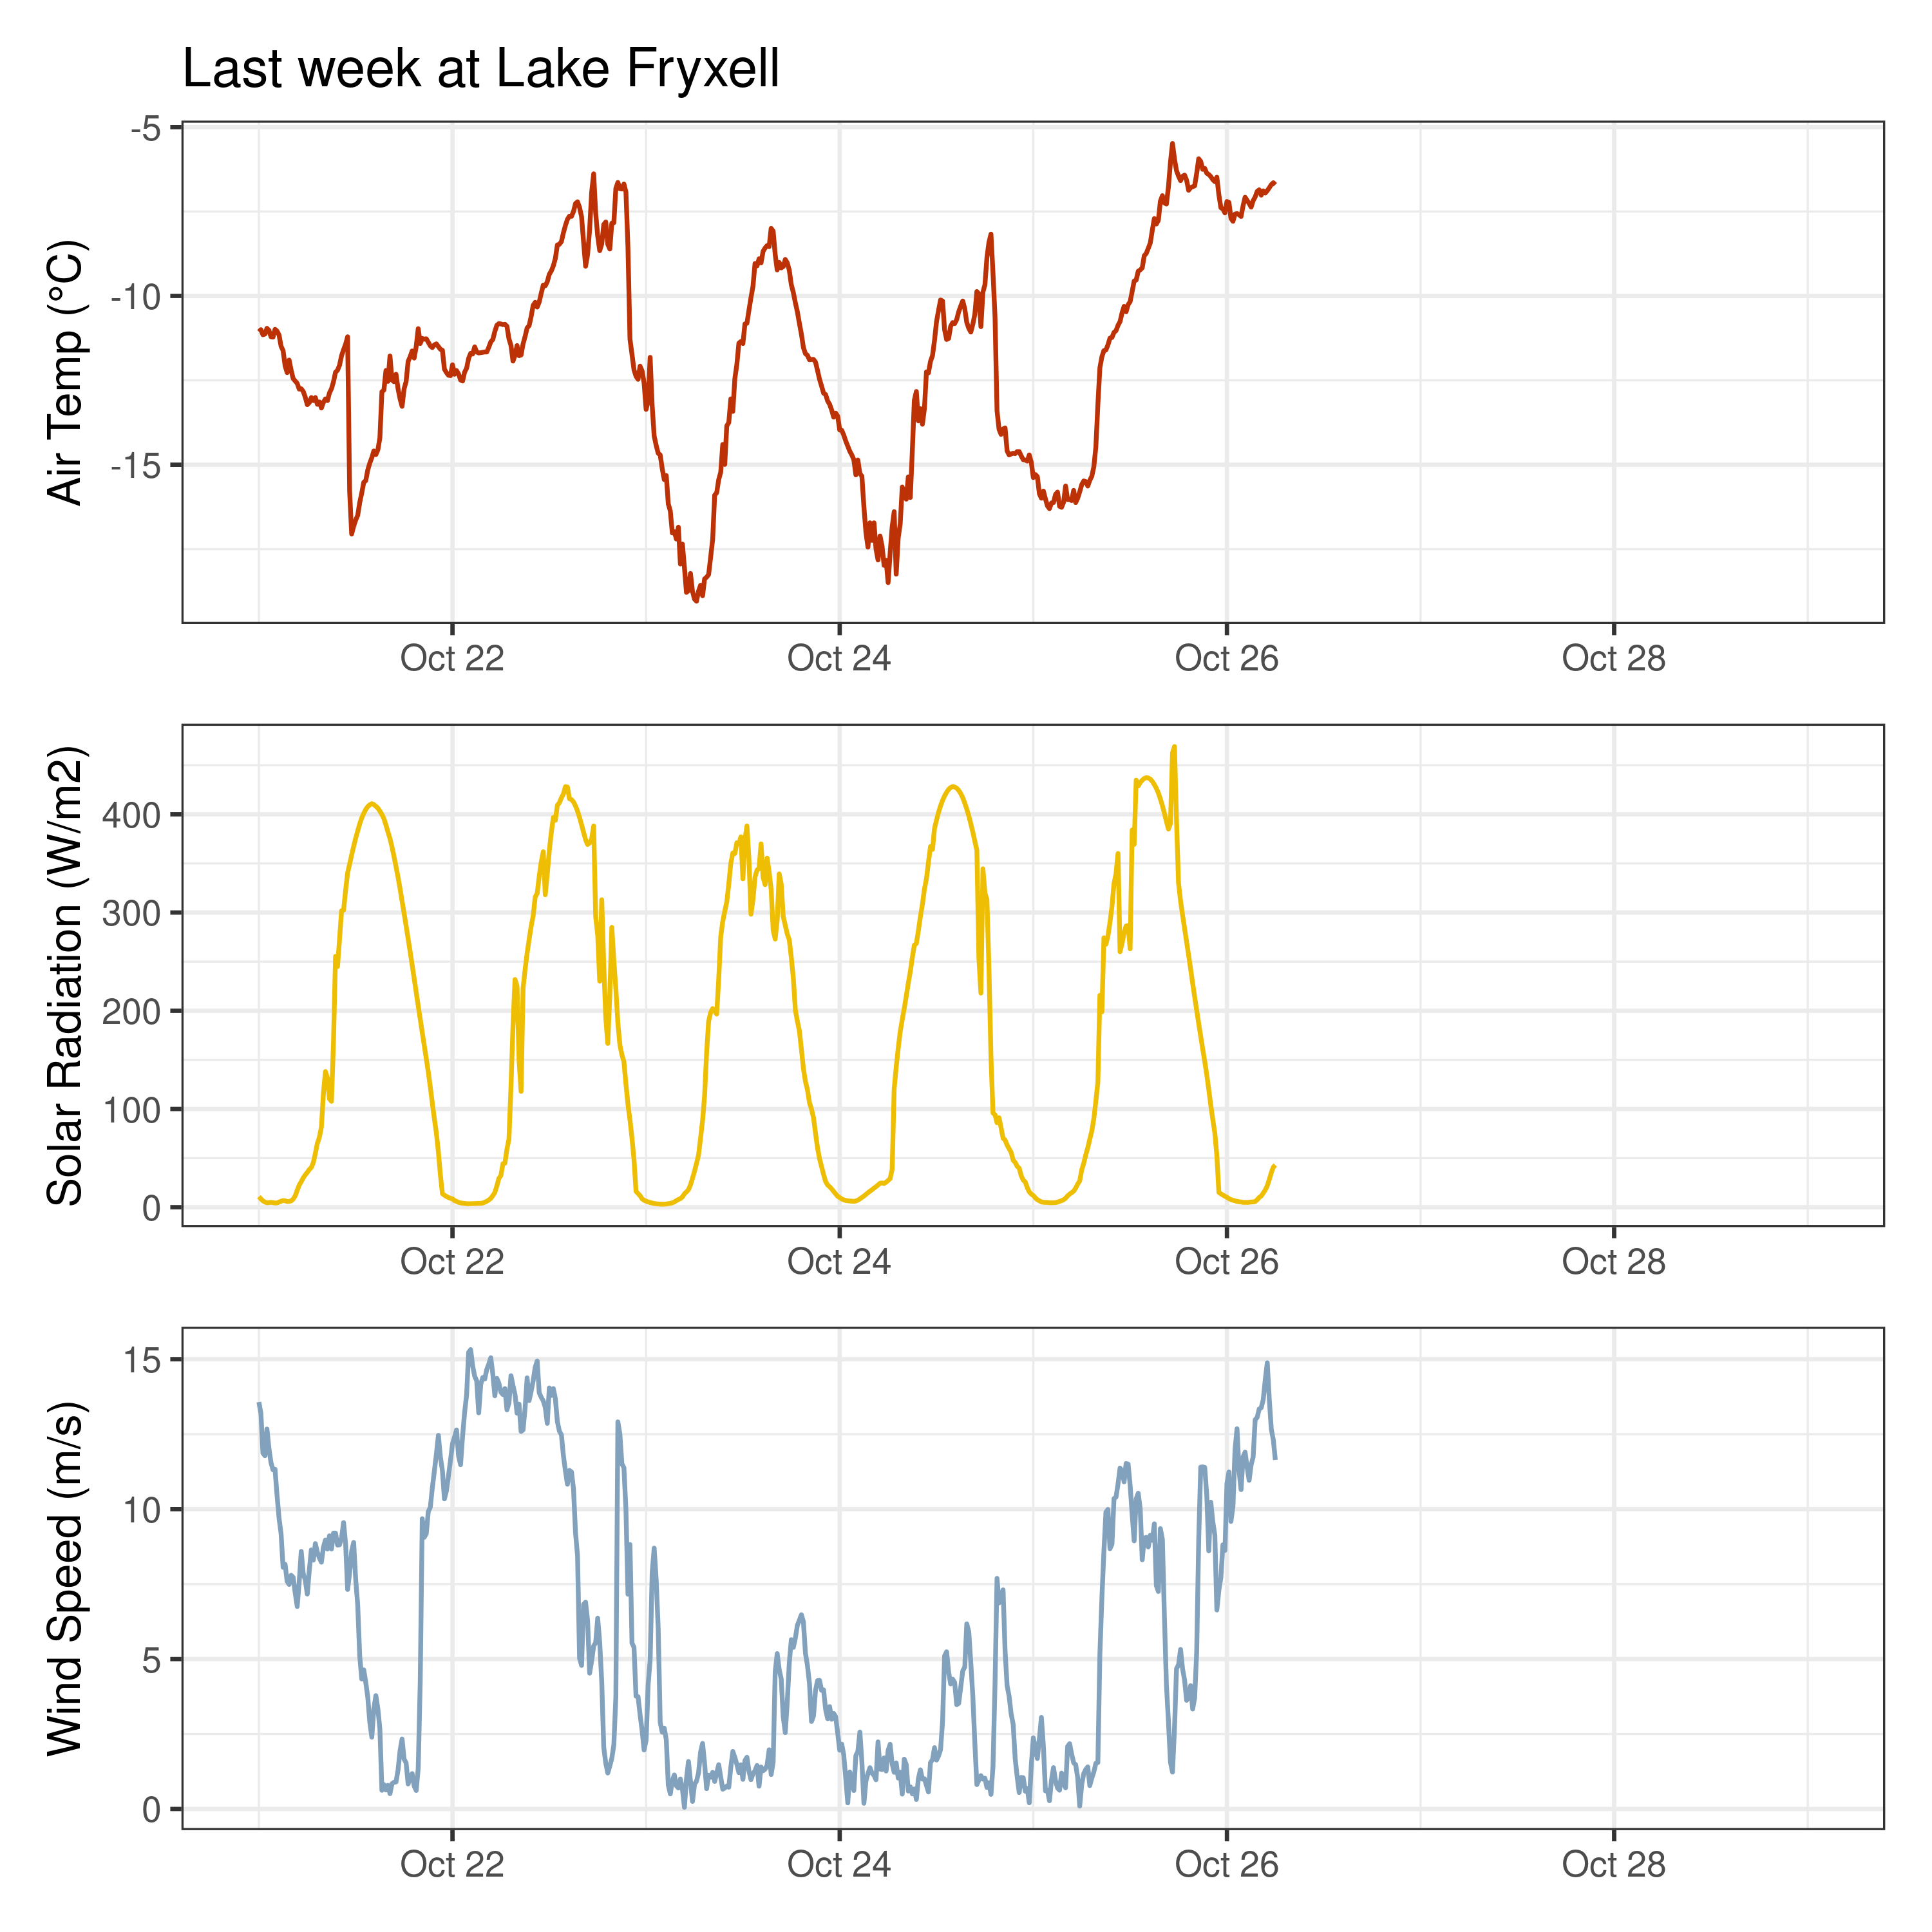 Last week at Lake Fryxell
Air Temp (°C)
-5
-10
-15
Oct 22 Oct 24 Oct 26 Oct 28
Solar Radiation (W/m2)
400
300
200
100
0
Oct 22 Oct 24 Oct 26 Oct 28
Wind Speed (m/s)
15
10
5
0
Oct 22 Oct 24 Oct 26 Oct 28